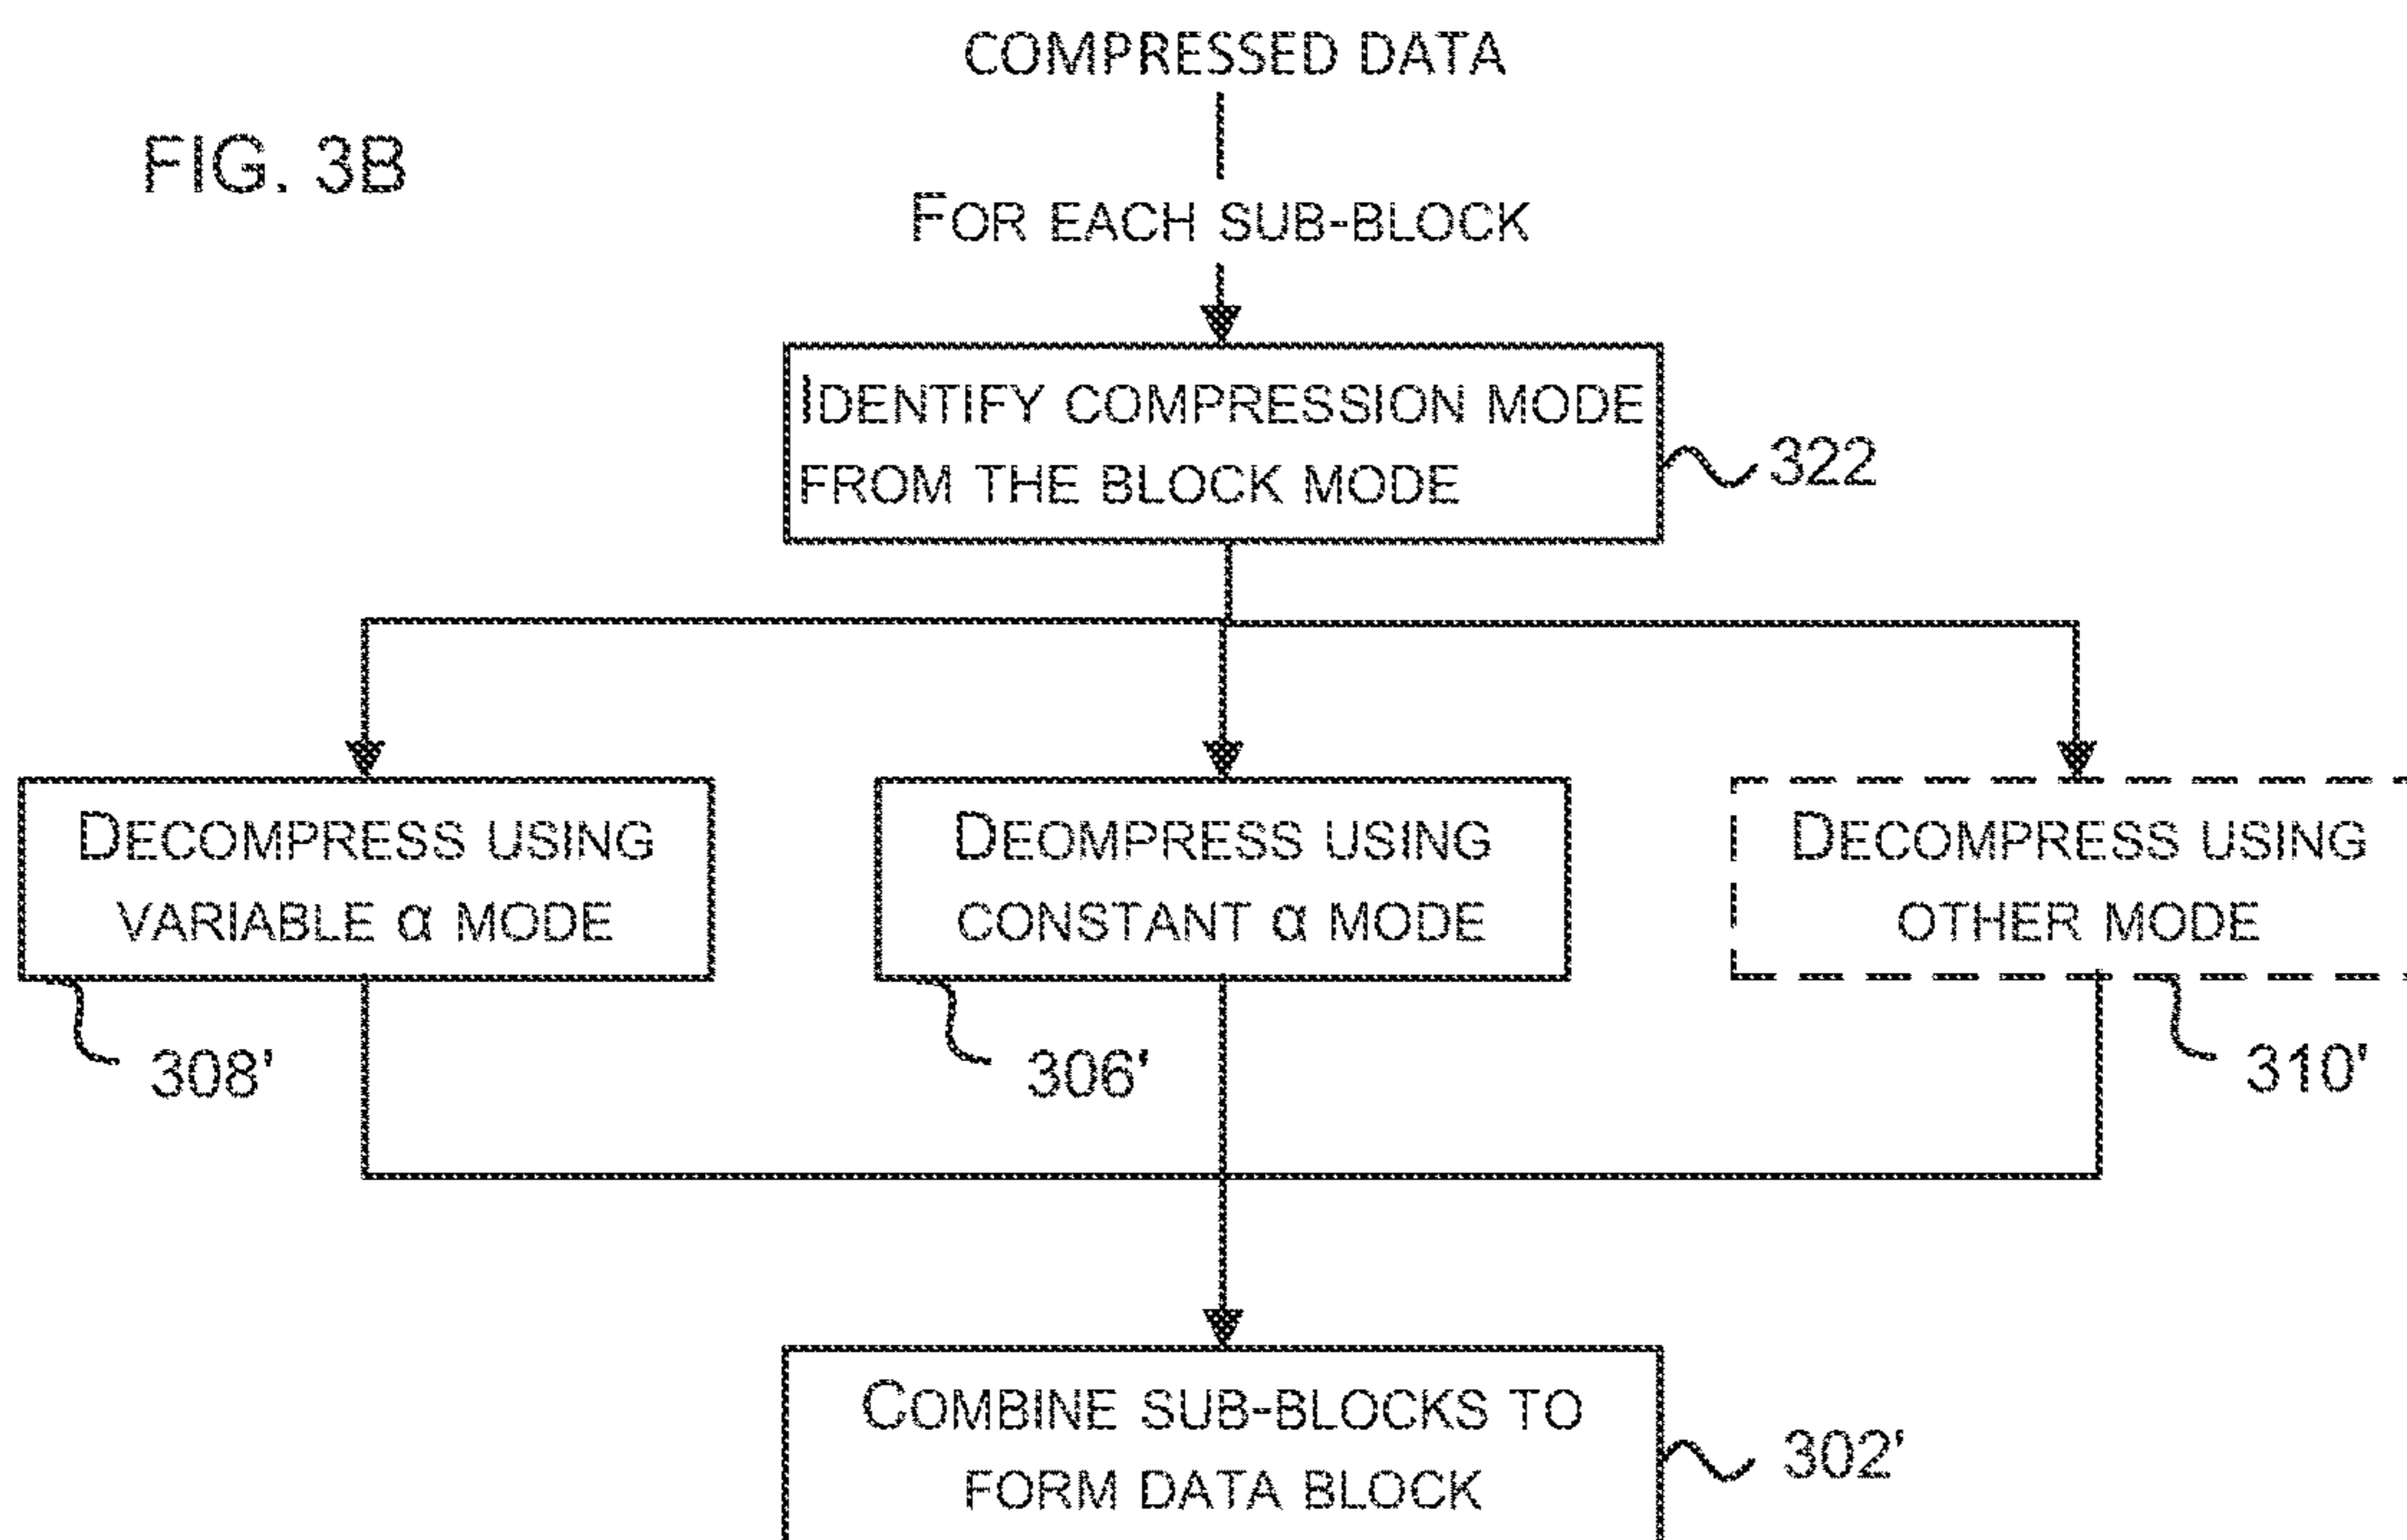 COMPRESSED DATA
FIG. 3B
FOR EACH SUB-BLOCK
IDENTIFY COMPRESSION MODE
FROM THE BLOCK MODE
322
DECOMPRESS USING
VARIABLE α MODE
308'
DEOMPRESS USING
CONSTANT α MODE
306'
DECOMPRESS USING
OTHER MODE
310'
COMBINE SUB-BLOCKS TO
FORM DATA BLOCK
302'